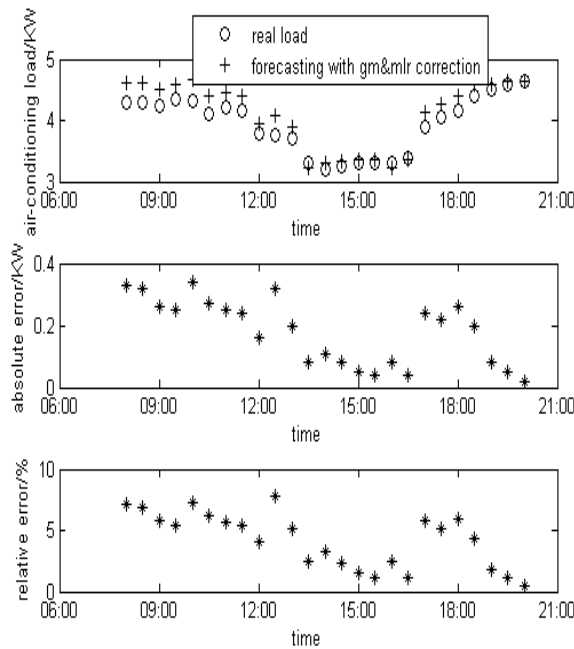 real load
forecasting with gm&mlr correction
air-conditioning load/KW
5
4
3
06:00 09:00 12:00 15:00 18:00 21:00
time
absolute error/KW
0.4
0.2
0
06:00 09:00 12:00 15:00 18:00 21:00
time
relative error/%
10
5
0
06:00 09:00 12:00 15:00 18:00 21:00
time